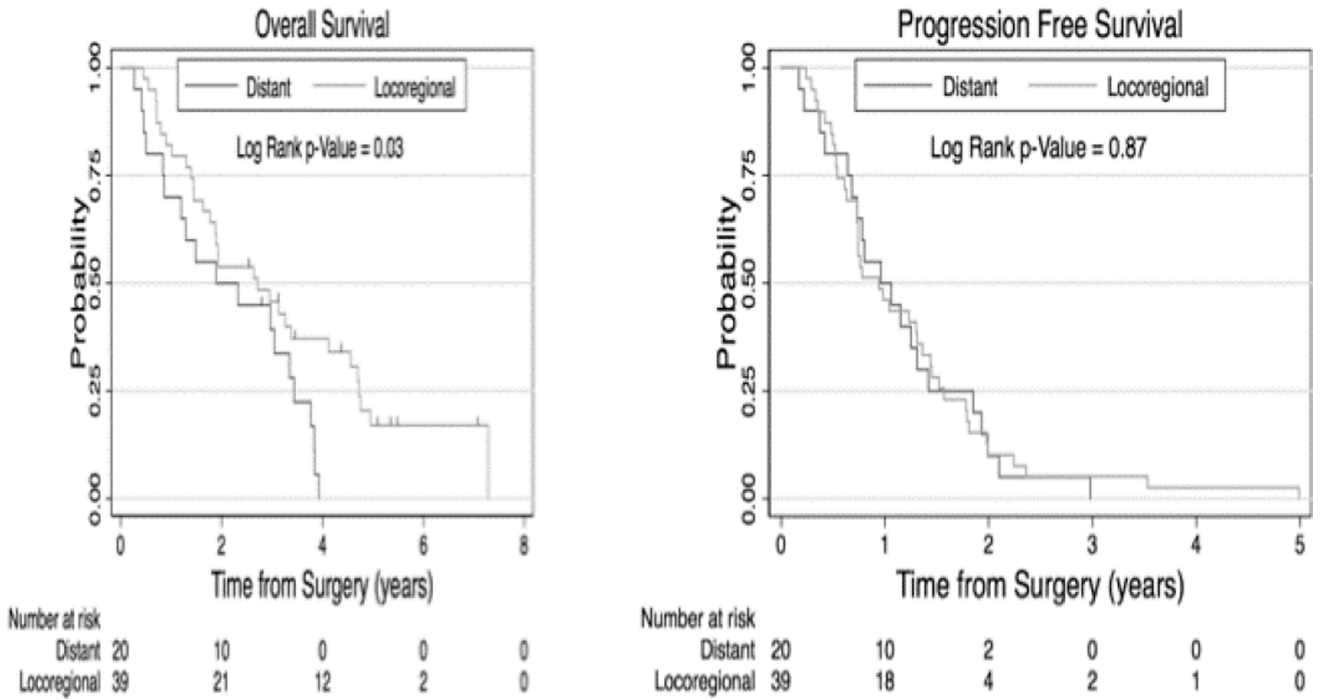 Overall Survival
Distant Locoregional
Log Rank p-Value = 0.03
Probability
1.00
0.75
0.50
0.25
0.00
0 2 4 6 8
Time from Surgery (years)
Number at risk
Distant 20 10 0 0 0
Locoregional 39 21 12 2 0
Progression Free Survival
Distant Locoregional
Log Rank p-Value = 0.87
Probability
1.00
0.75
0.50
0.25
0.00
0 1 2 3 4 5
Time from Surgery (years)
Number at risk
Distant 20 10 2 0 0 0
Locoregional 39 18 4 2 1 0